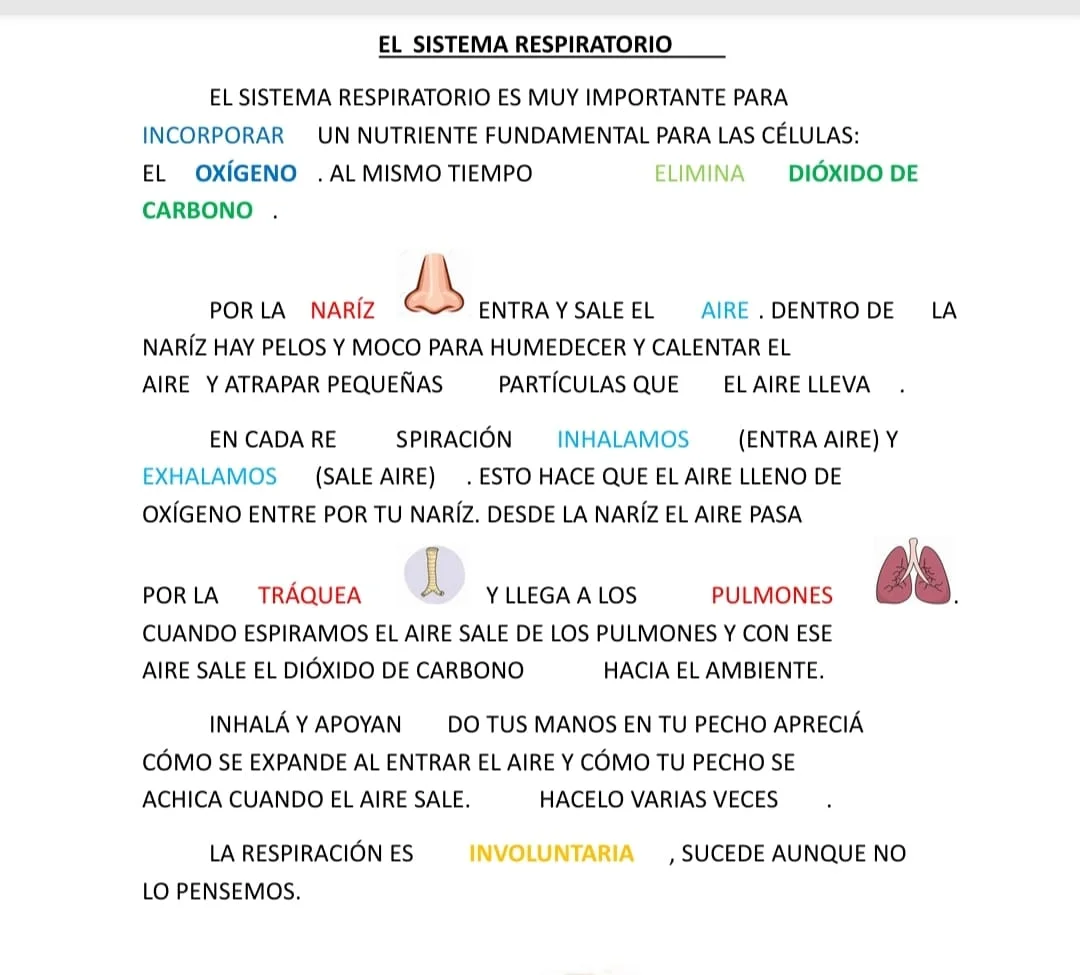 EL SISTEMA RESPIRATORIO
EL SISTEMA RESPIRATORIO ES MUY IMPORTANTE PARA
INCORPORAR UN NUTRIENTE FUNDAMENTAL PARA LAS CÉLULAS:
EL OXÍGENO . AL MISMO TIEMPO ELIMINA DIÓXIDO DE
CARBONO .
POR LA NARÍZ ENTRA Y SALE EL AIRE . DENTRO DE LA
NARÍZ HAY PELOS Y MOCO PARA HUMEDECER Y CALENTAR EL
AIRE Y ATRAPAR PEQUEÑAS PARTÍCULAS QUE EL AIRE LLEVA .
EN CADA RE SPIRACIÓN INHALAMOS (ENTRA AIRE) Y
EXHALAMOS (SALE AIRE) . ESTO HACE QUE EL AIRE LLENO DE
OXÍGENO ENTRE POR TU NARÍZ. DESDE LA NARÍZ EL AIRE PASA
POR LA TRÁQUEA Y LLEGA A LOS PULMONES .
CUANDO ESPIRAMOS EL AIRE SALE DE LOS PULMONES Y CON ESE
AIRE SALE EL DIÓXIDO DE CARBONO HACIA EL AMBIENTE.
INHALÁ Y APOYAN DO TUS MANOS EN TU PECHO APRECIÁ
CÓMO SE EXPANDE AL ENTRAR EL AIRE Y CÓMO TU PECHO SE
ACHICA CUANDO EL AIRE SALE. HACELO VARIAS VECES .
LA RESPIRACIÓN ES INVOLUNTARIA , SUCEDE AUNQUE NO
LO PENSEMOS.